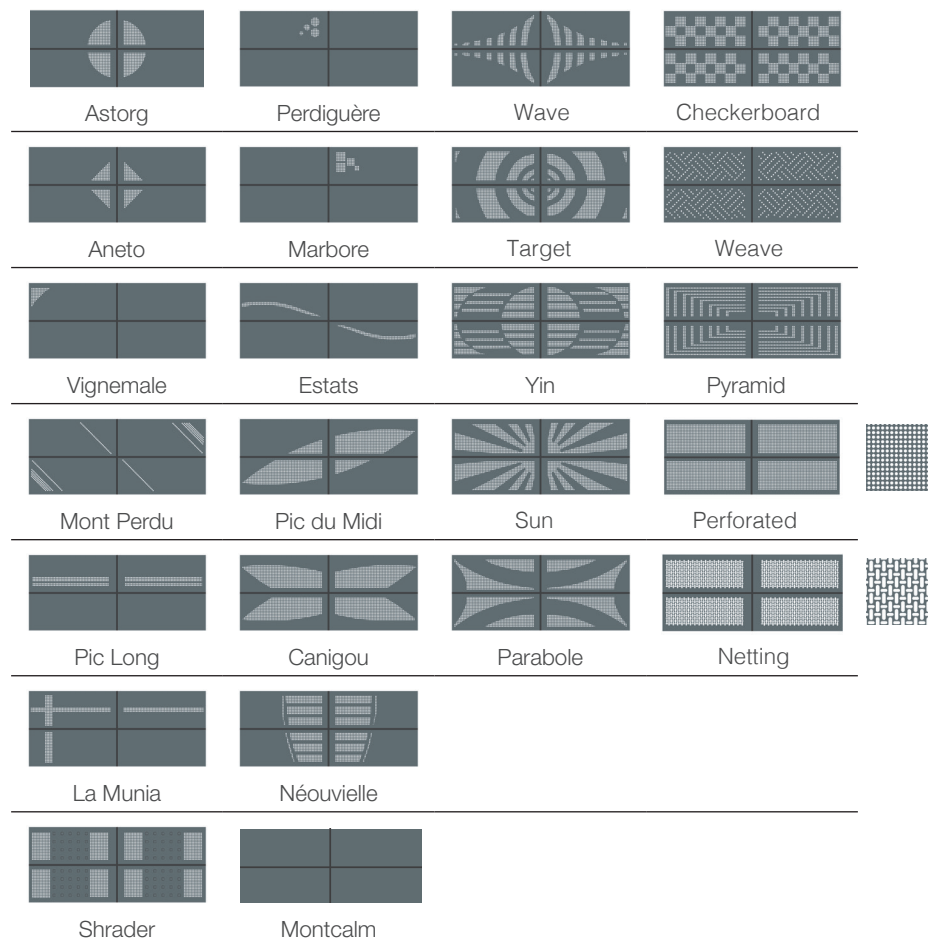 Astorg
Perdiguère
Wave
Checkerboard
Aneto
Marbore
Target
Weave
Vignemale
Estats
Yin
Pyramid
Mont Perdu
Pic du Midi
Sun
Perforated
Pic Long
Canigou
Parabole
Netting
La Munia
Néouvielle
Shrader
Montcalm